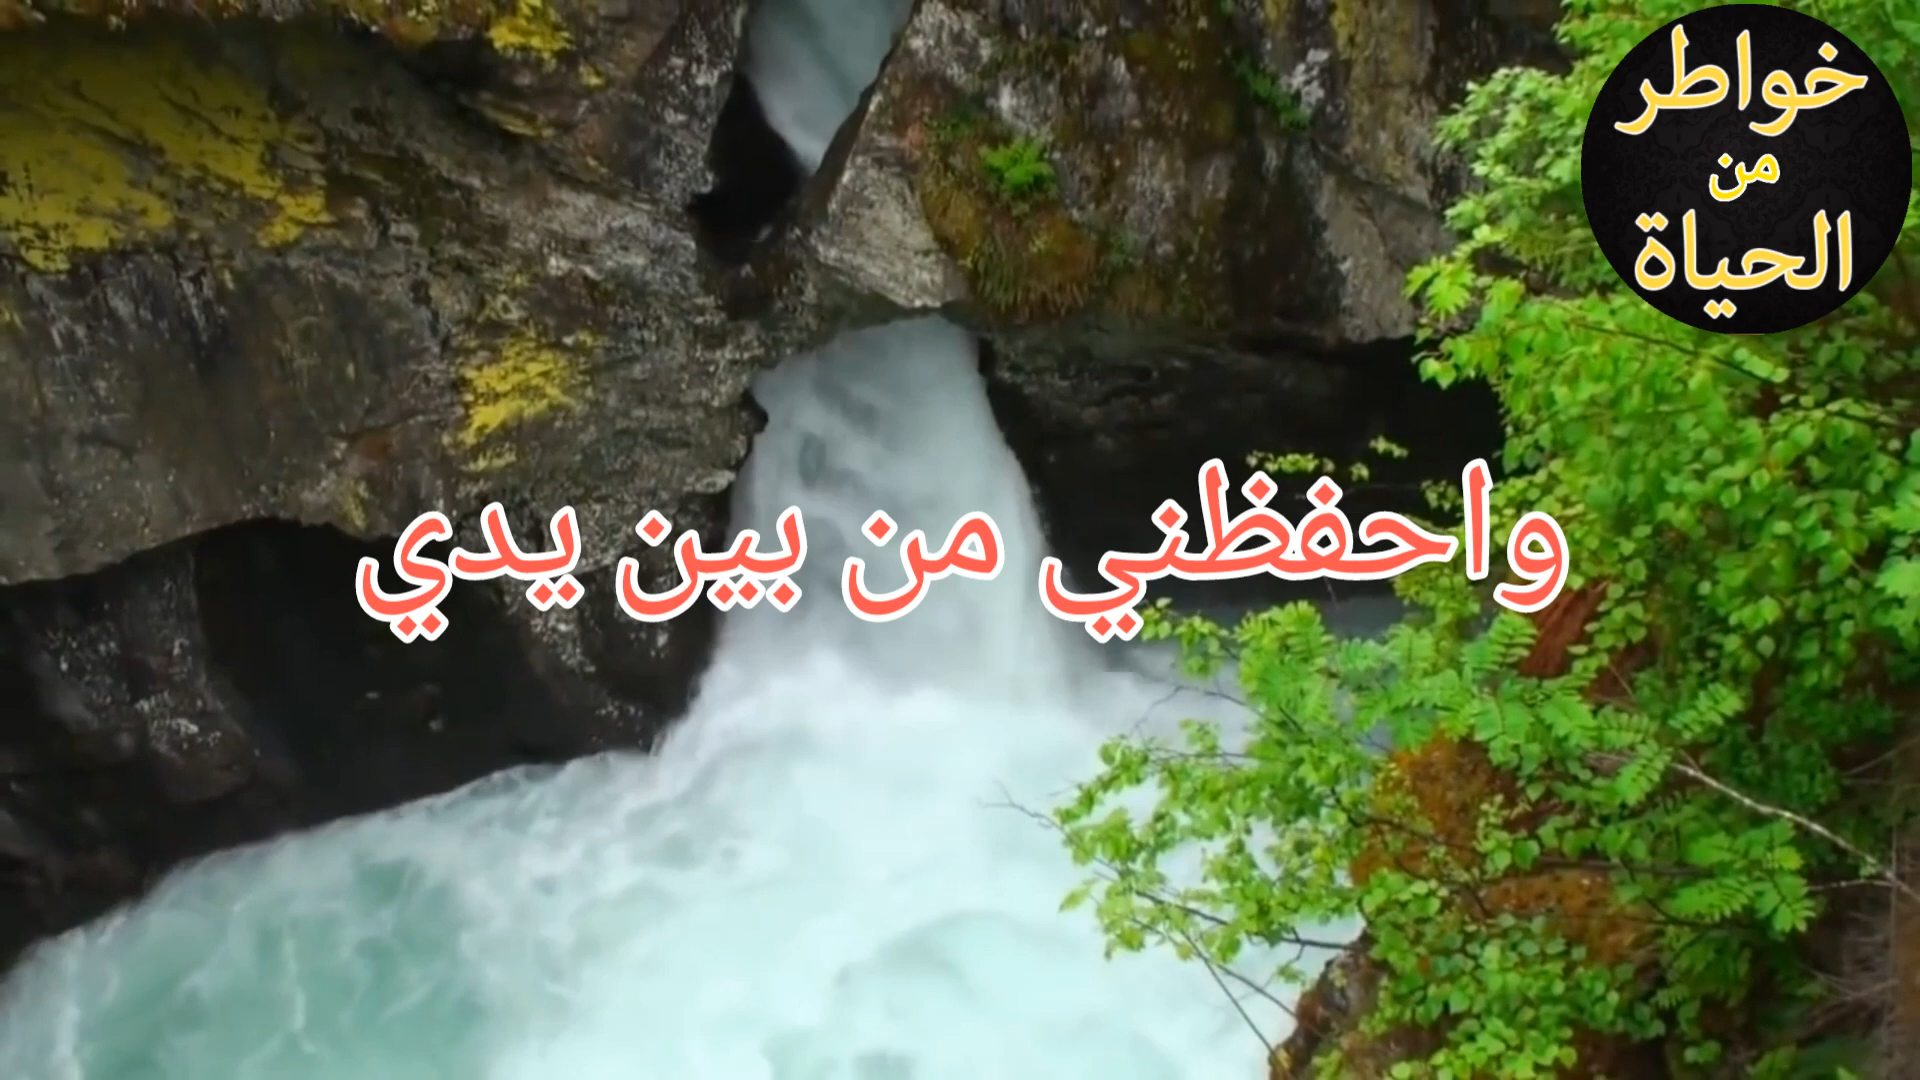 خواطر
من
الحياة
واحفظني من بين يدي